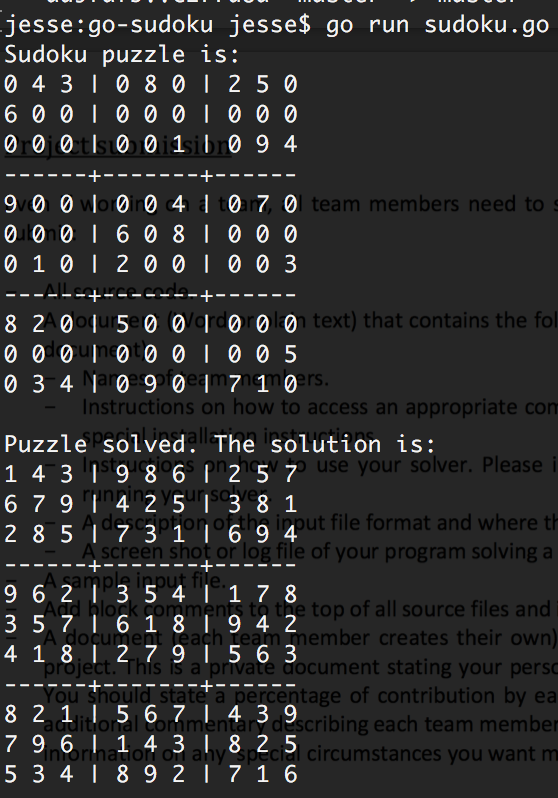 master -> master
jesse:go-sudoku jesse$ go run sudoku.go
Sudoku puzzle is:
0 4 3 | 0 8 0 | 2 5 0
6 0 0 | 0 0 0 | 0 0 0
0 0 0 | 0 0 1 | 0 9 4
------+-------+------
9 0 0 | 0 0 4 | 0 7 0
0 0 0 | 6 0 8 | 0 0 0
0 1 0 | 2 0 0 | 0 0 3
------+-------+------
8 2 0 | 5 0 0 | 0 0 0
0 0 0 | 0 0 0 | 0 0 5
0 3 4 | 0 9 0 | 7 1 0
Puzzle solved. The solution is:
1 4 3 | 9 8 6 | 2 5 7
6 7 9 | 4 2 5 | 3 8 1
2 8 5 | 7 3 1 | 6 9 4
------+-------+------
9 6 2 | 3 5 4 | 1 7 8
3 5 7 | 6 1 8 | 9 4 2
4 1 8 | 2 7 9 | 5 6 3
------+-------+------
8 2 1 | 5 6 7 | 4 3 9
7 9 6 | 1 4 3 | 8 2 5
5 3 4 | 8 9 2 | 7 1 6
Project submission
working on a team, all team members need to
- All source code.
- A document (Word or plain text) that contains the
document)
- Names of team members.
- Instructions on how to access an appropriate
special installation instructions.
- Instructions on how to use your solver. Please
running your solver.
- A description of the input file format and where
- A screen shot or log file of your program solving a
- A sample input file.
- Add block comments to the top of all source files and
- A document (each team member creates their own)
project. This is a private document stating your
You should state a percentage of contribution by
additional commentary describing each team member
information on any special circumstances you want